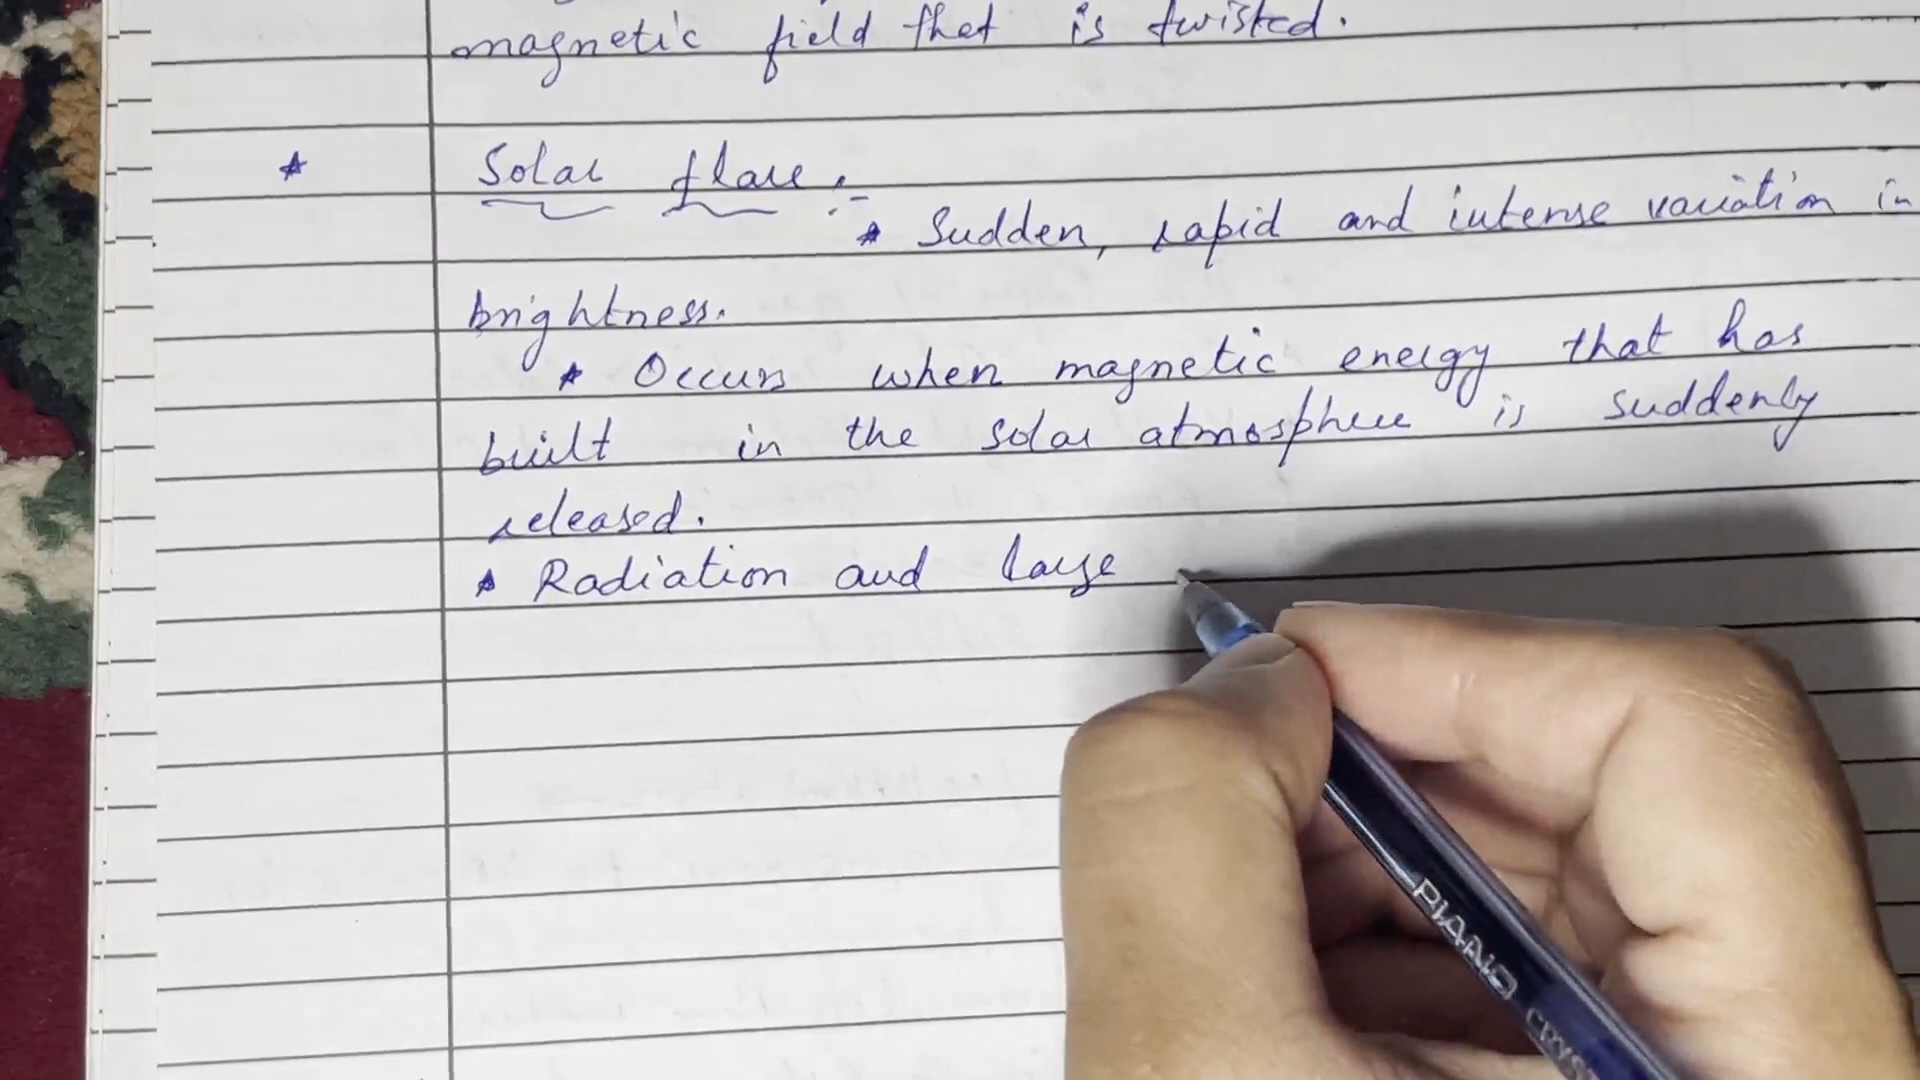 magnetic field that is twisted.
* Solar flare :-
* Sudden, rapid and intense variation in
brightness.
* Occurs when magnetic energy that has
built in the solar atmosphere is suddenly
released.
* Radiation and large
PIANO